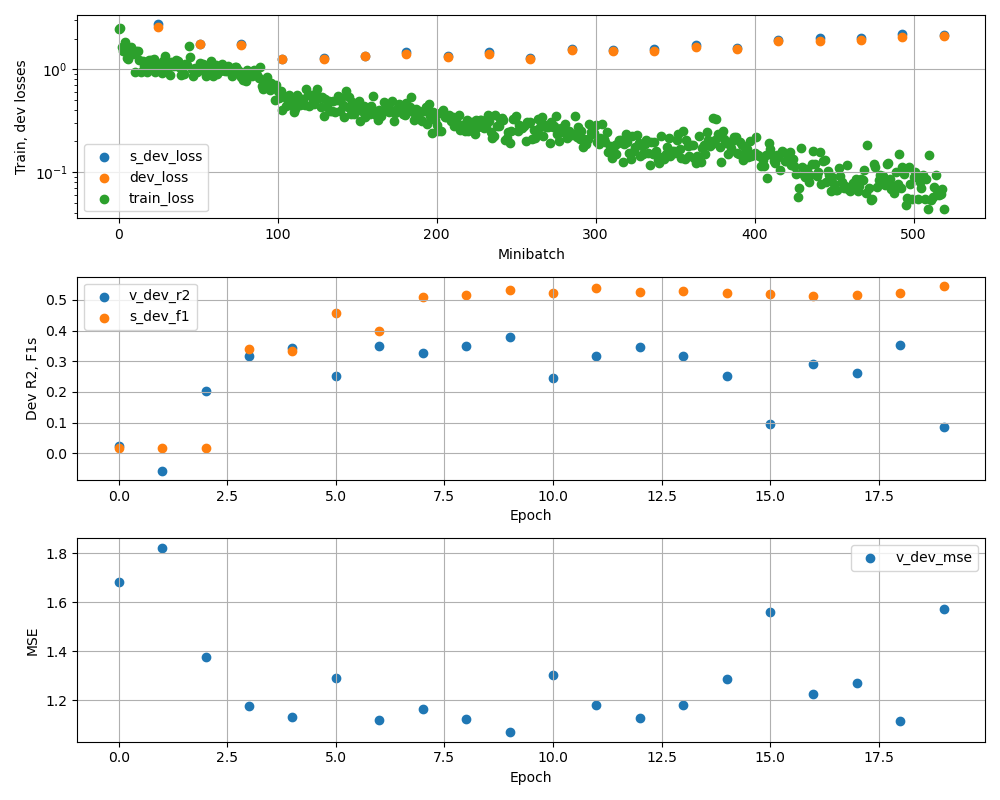 Train, dev losses
10⁰
10⁻¹
s_dev_loss
dev_loss
train_loss
0 100 200 300 400 500
Minibatch
Dev R2, F1s
0.5
0.4
0.3
0.2
0.1
0.0
v_dev_r2
s_dev_f1
0.0 2.5 5.0 7.5 10.0 12.5 15.0 17.5
Epoch
MSE
1.8
1.6
1.4
1.2
v_dev_mse
0.0 2.5 5.0 7.5 10.0 12.5 15.0 17.5
Epoch